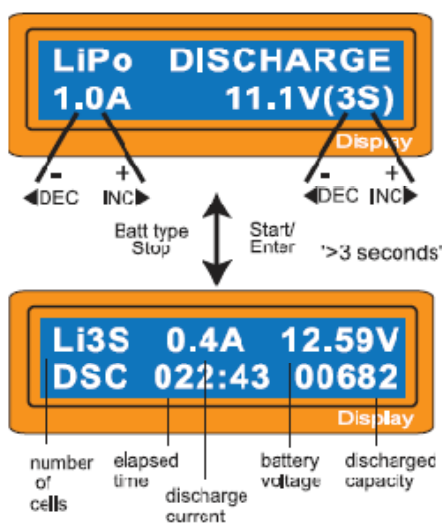 LiPo DISCHARGE
1.0A 11.1V(3S)
Display
- + - +
◀DEC INC▶ ◀DEC INC▶
Batt type Start/
Stop Enter
'>3 seconds'
Li3S 0.4A 12.59V
DSC 022:43 00682
Display
number elapsed battery discharged
of time voltage capacity
cells discharge
current